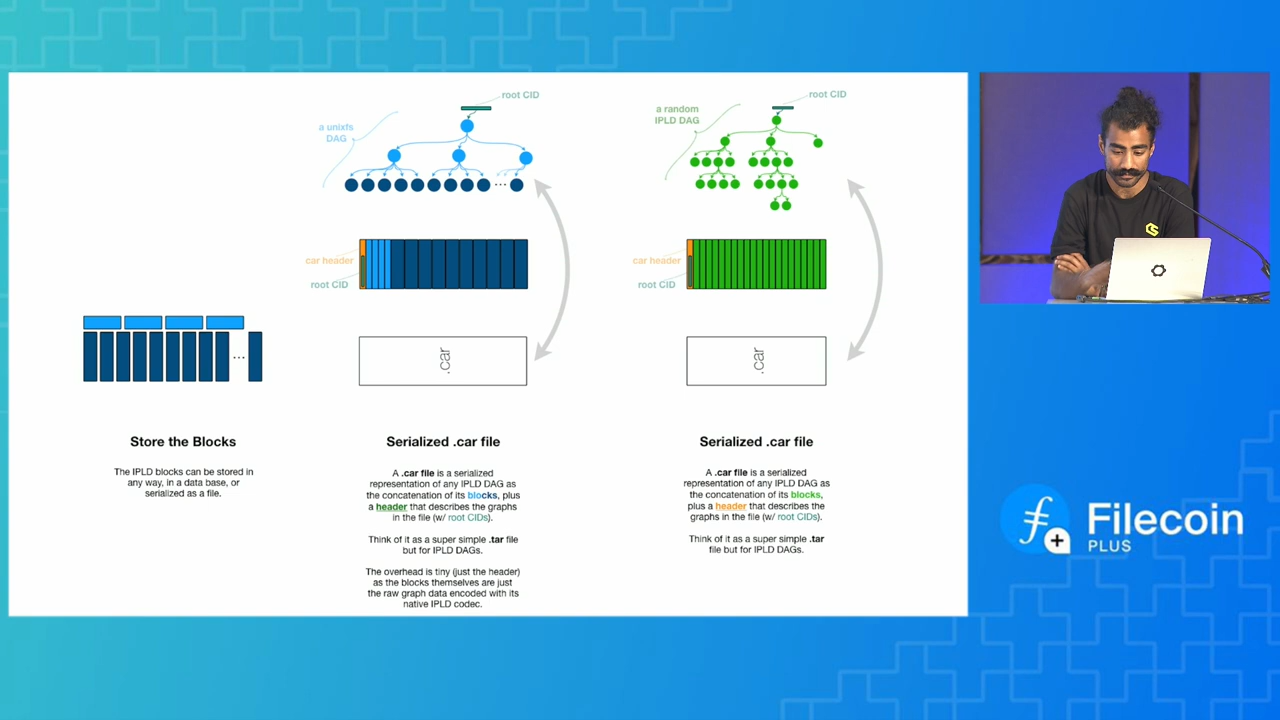 root CID
a unixfs
DAG
...
car header
root CID
.car
root CID
a random
IPLD DAG
car header
root CID
.car
...
Store the Blocks
The IPLD blocks can be stored in
any way, in a data base, or
serialized as a file.
Serialized .car file
A .car file is a serialized
representation of any IPLD DAG as
the concatenation of its blocks, plus
a header that describes the graphs
in the file (w/ root CIDs).
Think of it as a super simple .tar file
but for IPLD DAGs.
The overhead is tiny (just the header)
as the blocks themselves are just
the raw graph data encoded with its
native IPLD codec.
Serialized .car file
A .car file is a serialized
representation of any IPLD DAG as
the concatenation of its blocks,
plus a header that describes the
graphs in the file (w/ root CIDs).
Think of it as a super simple .tar
file but for IPLD DAGs.
Filecoin
PLUS